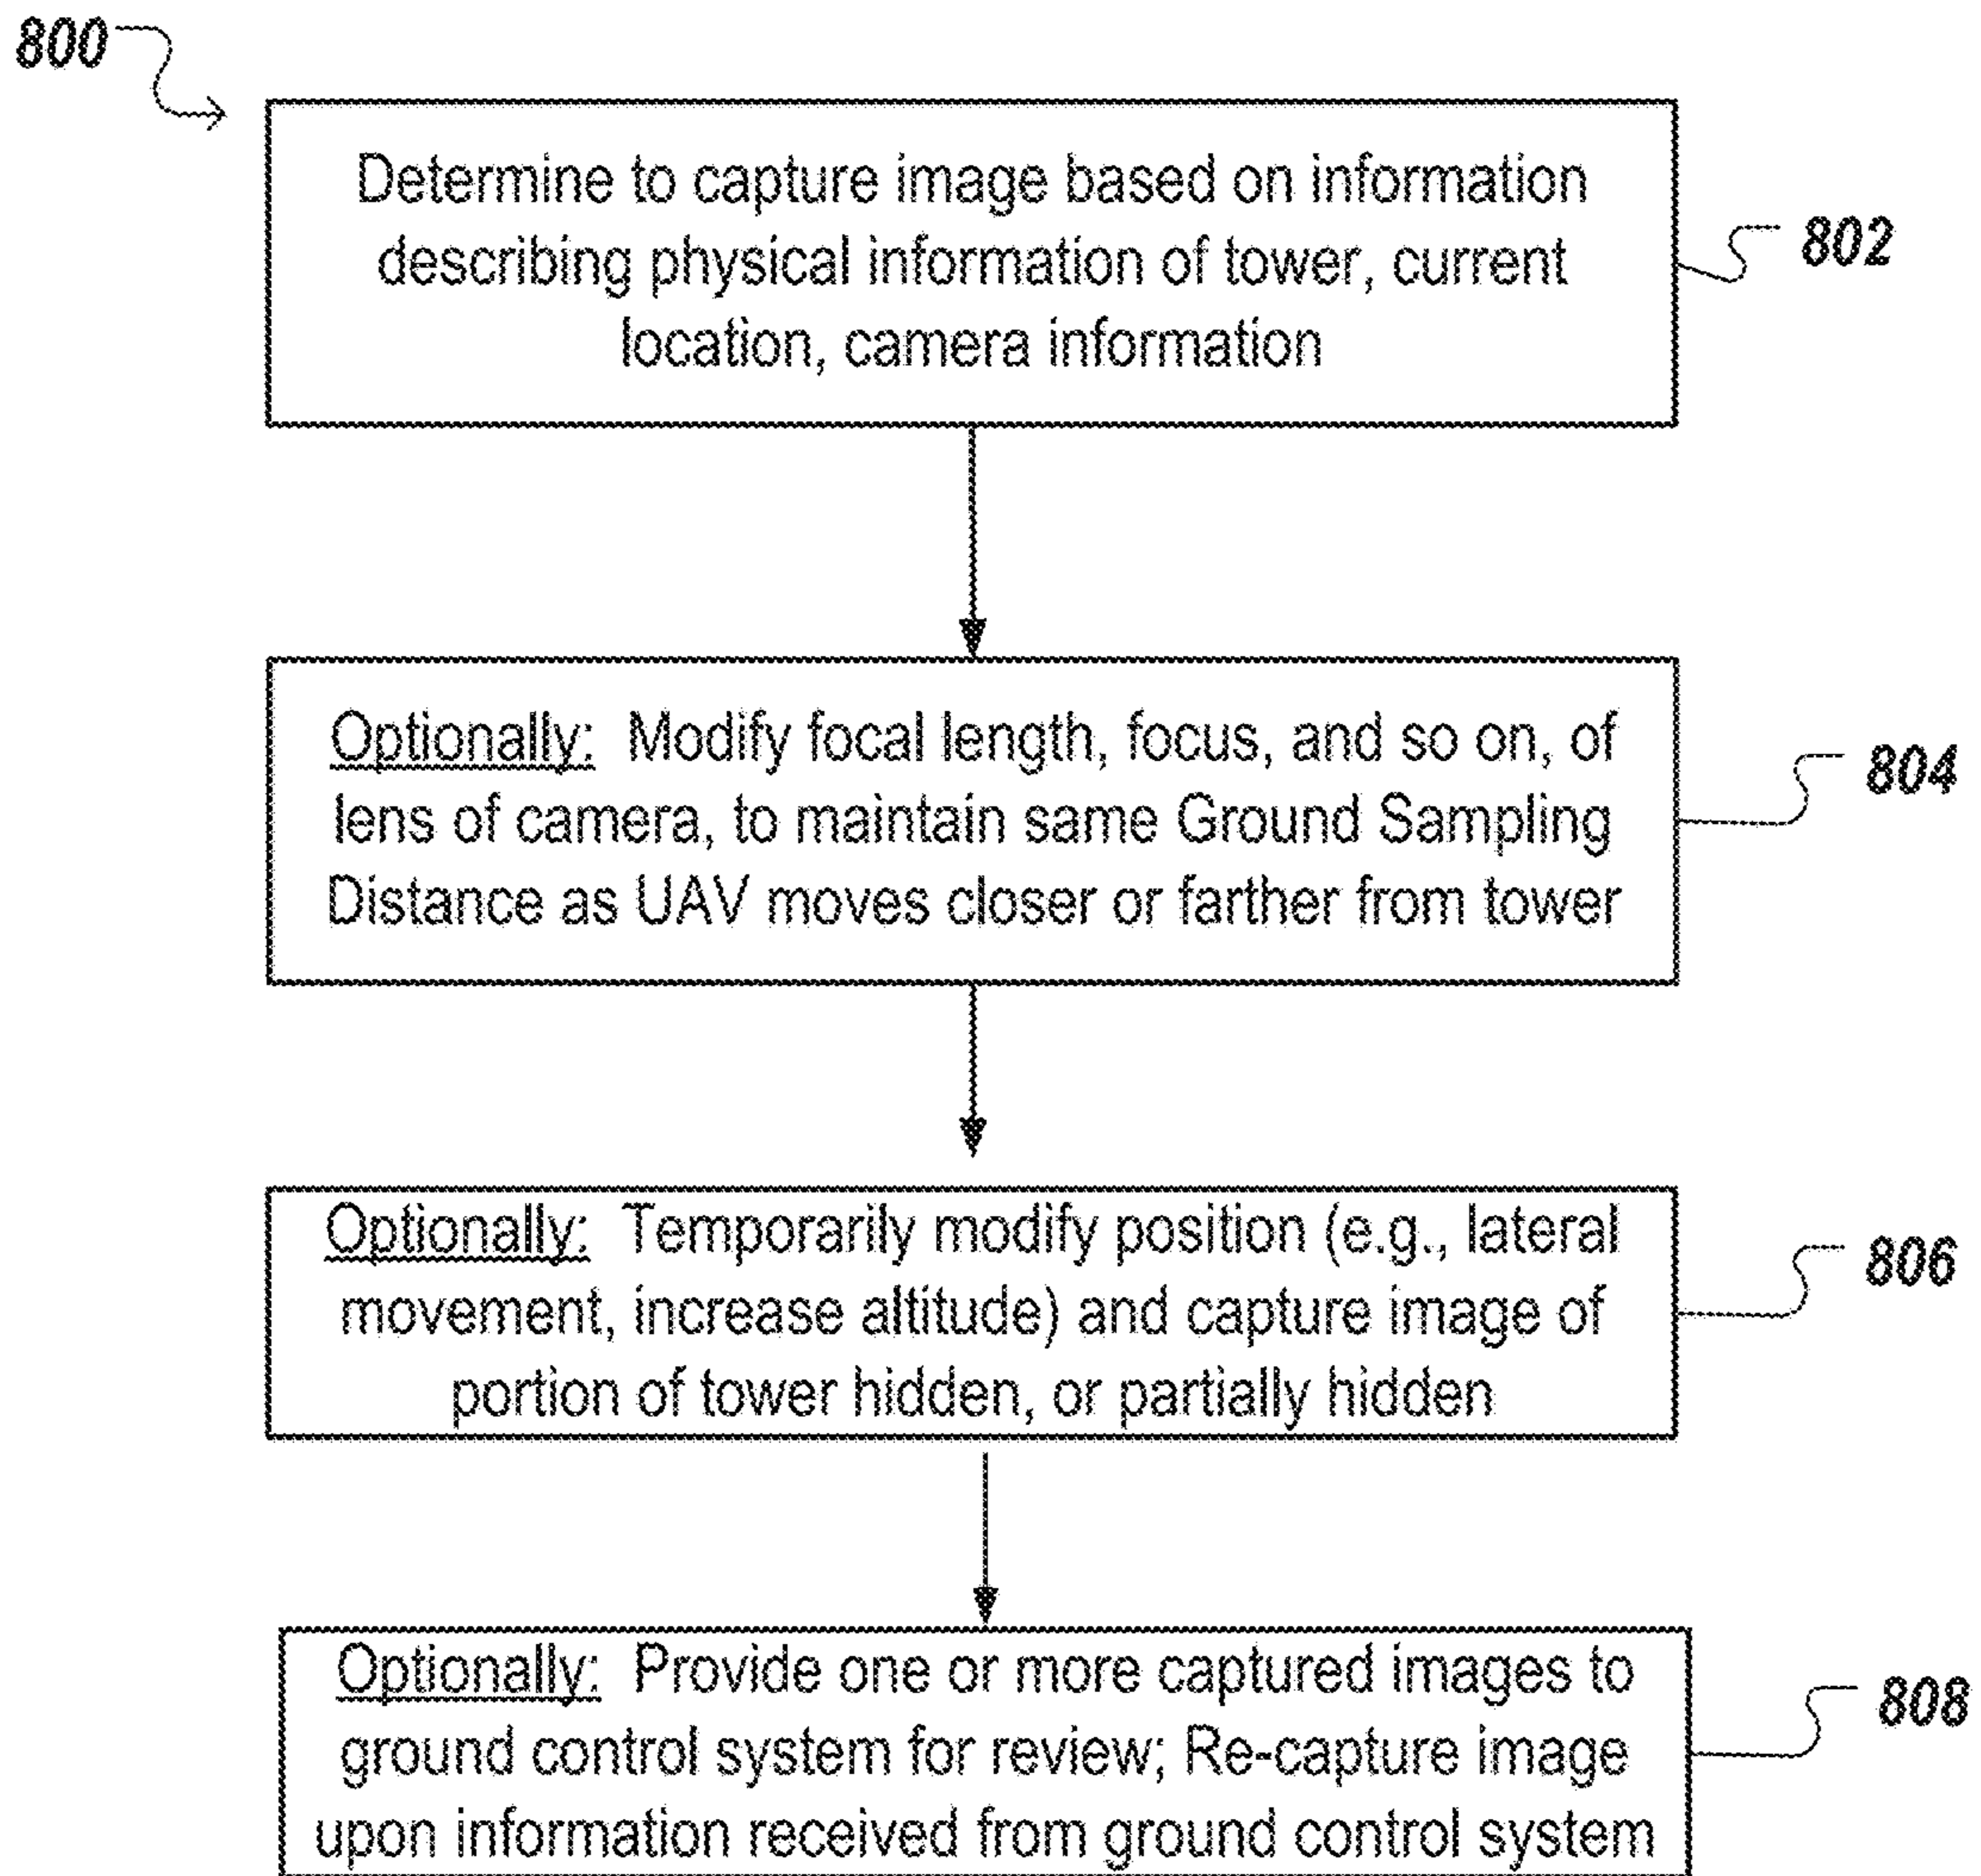 800
Determine to capture image based on information
describing physical information of tower, current
location, camera information
802
Optionally: Modify focal length, focus, and so on, of
lens of camera, to maintain same Ground Sampling
Distance as UAV moves closer or farther from tower
804
Optionally: Temporarily modify position (e.g., lateral
movement, increase altitude) and capture image of
portion of tower hidden, or partially hidden
806
Optionally: Provide one or more captured images to
ground control system for review; Re-capture image
upon information received from ground control system
808